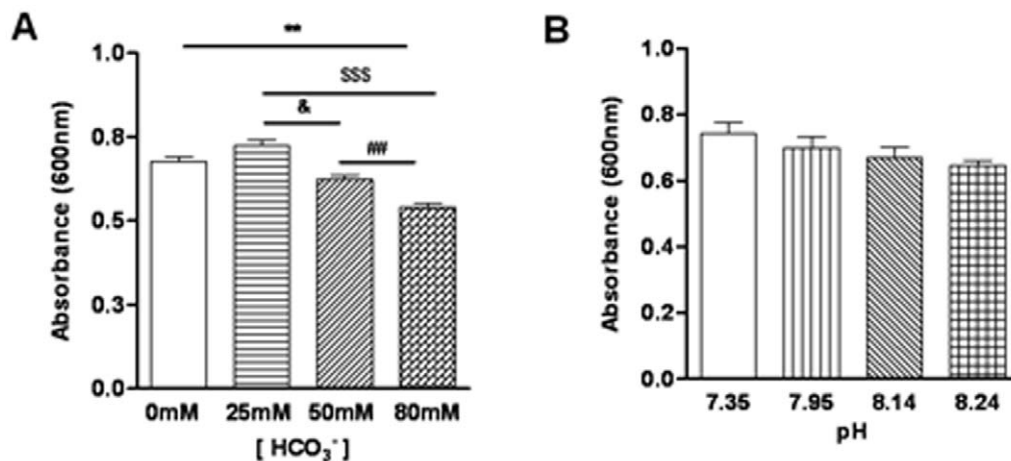 A
B
**
$$$
&
##
Absorbance (600nm)
1.0
0.8
0.5
0.3
0.0
0mM 25mM 50mM 80mM
[ HCO₃⁻ ]
Absorbance (600nm)
1.0
0.8
0.6
0.4
0.2
0.0
7.35 7.95 8.14 8.24
pH